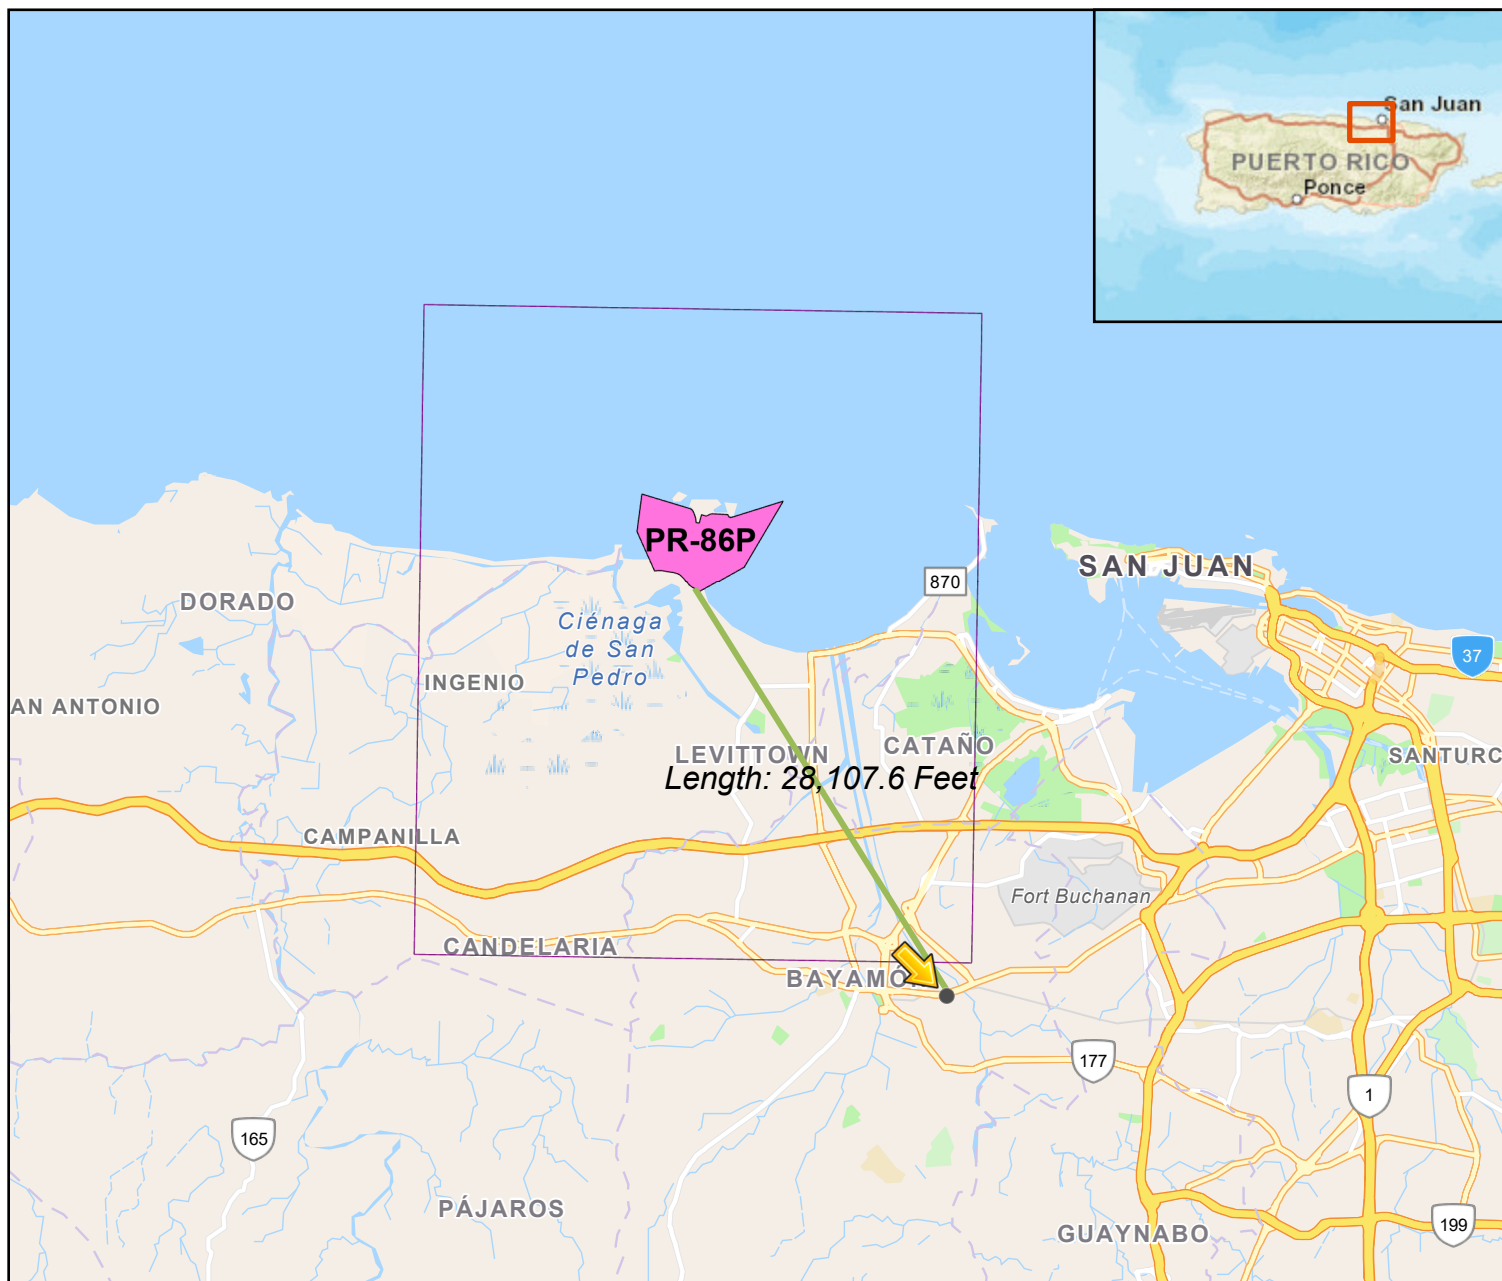 San Juan
PUERTO RICO
Ponce
PR-86P
SAN JUAN
870
DORADO
Ciénaga
de San
Pedro
37
INGENIO
AN ANTONIO
LEVITTOWN
CATAÑO
SANTURC
Length: 28,107.6 Feet
CAMPANILLA
Fort Buchanan
CANDELARIA
BAYAMÓ
177
1
165
PÁJAROS
GUAYNABO
199